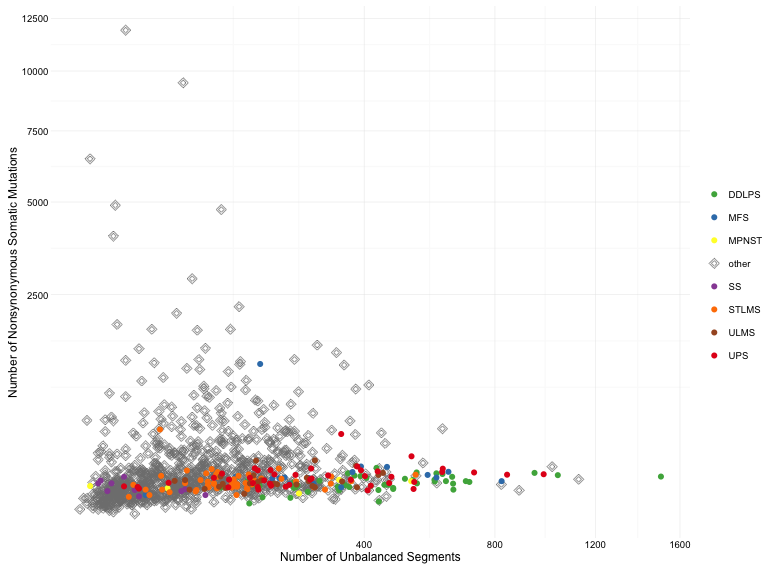 12500
10000
7500
5000
2500
Number of Nonsynonymous Somatic Mutations
400
800
1200
1600
Number of Unbalanced Segments
DDLPS
MFS
MPNST
other
SS
STLMS
ULMS
UPS